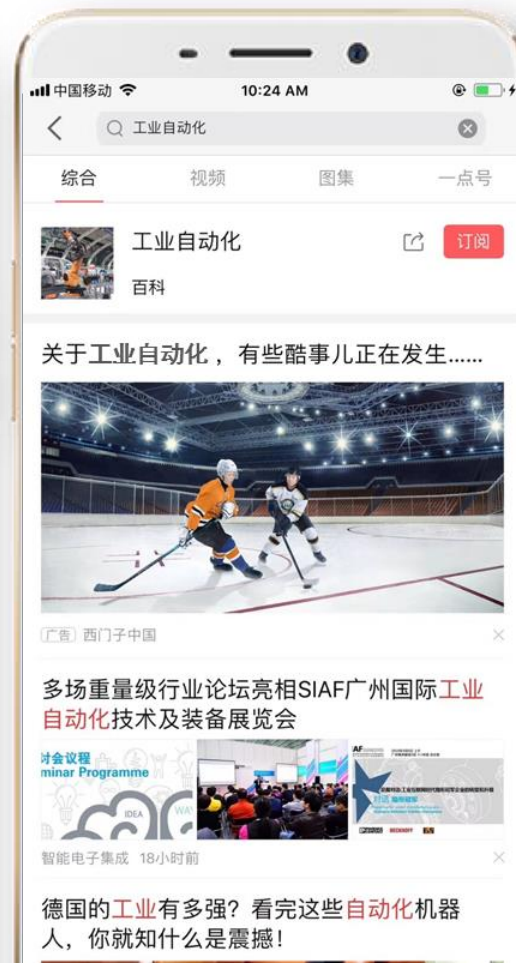 中国移动 10:24 AM
工业自动化
综合 视频 图集 一点号
工业自动化 订阅
百科
关于工业自动化，有些酷事儿正在发生……
广告 西门子中国
多场重量级行业论坛亮相SIAF广州国际工业
自动化技术及装备展览会
讨会议程
minar Programme
IDEA
WAY
智能电子集成 18小时前
德国的工业有多强？看完这些自动化机器
人，你就知什么是震撼！